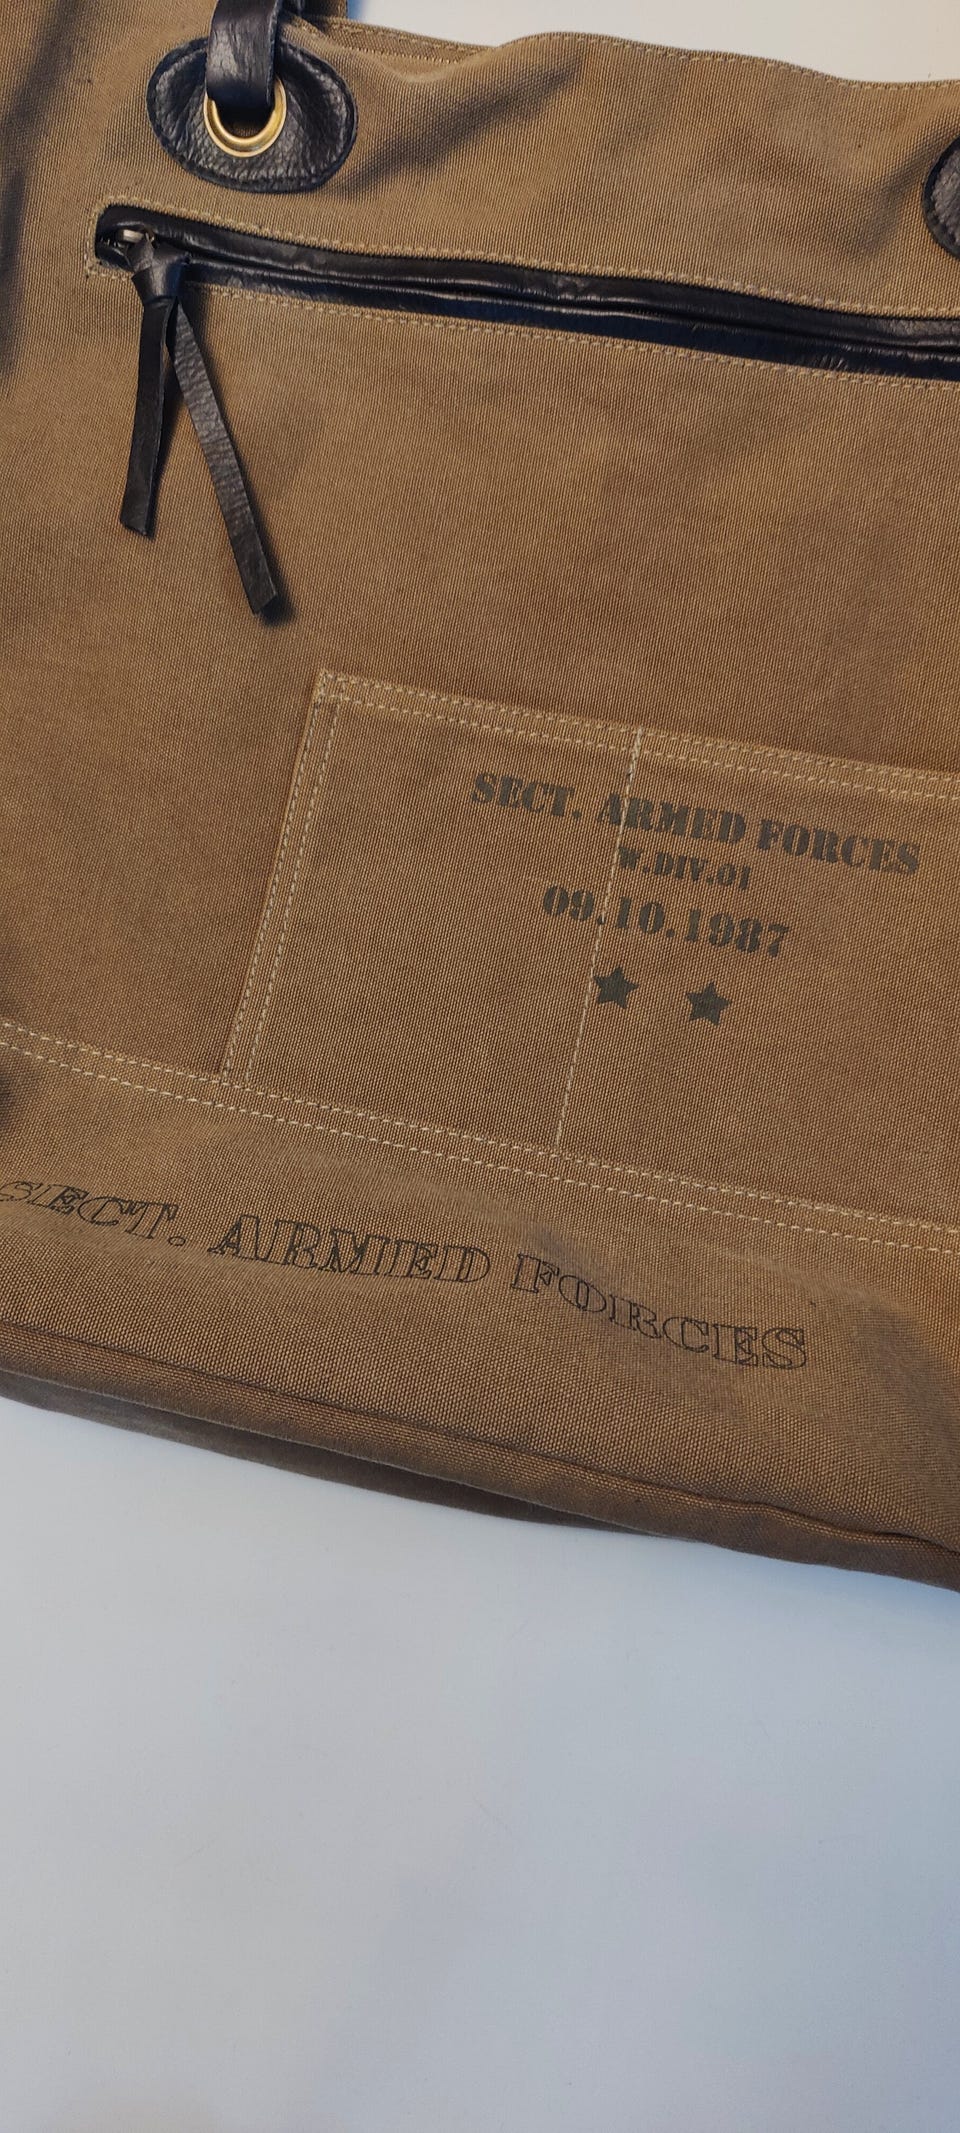 SECT. ARMED FORCES
W.DIV.01
09.10.1987
SECT. ARMED FORCES